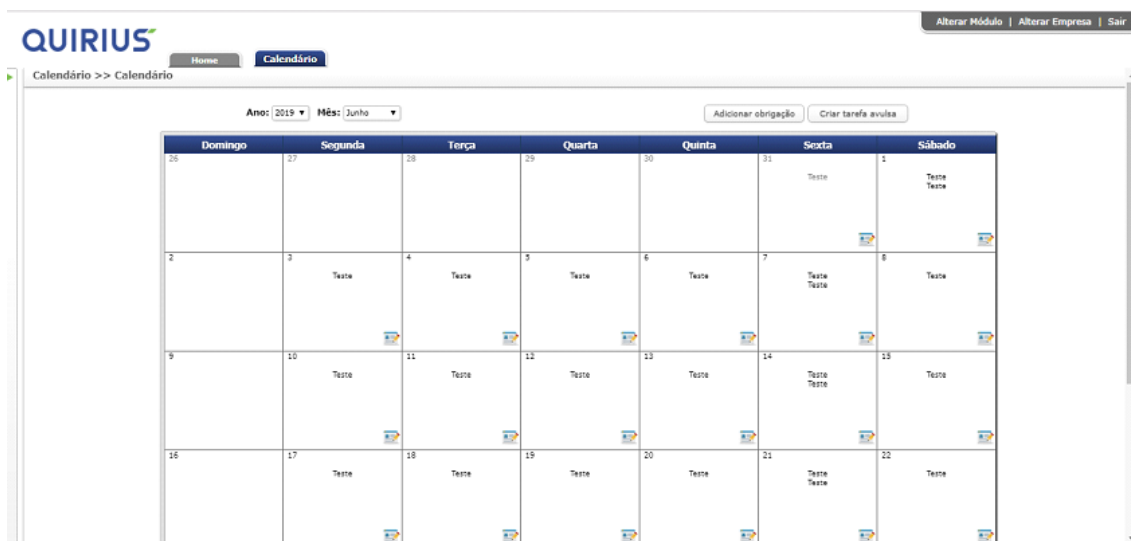 Alterar Módulo | Alterar Empresa | Sair
QUIRIUS
Home Calendário
Calendário >> Calendário
Ano: 2019 Mês: Junho Adicionar obrigação Criar tarefa avulsa
Domingo Segunda Terça Quarta Quinta Sexta Sábado
26 27 28 29 30 31 1
Teste Teste
Teste
2 3 4 5 6 7 8
Teste Teste Teste Teste Teste Teste
Teste
9 10 11 12 13 14 15
Teste Teste Teste Teste Teste Teste
Teste
16 17 18 19 20 21 22
Teste Teste Teste Teste Teste Teste
Teste